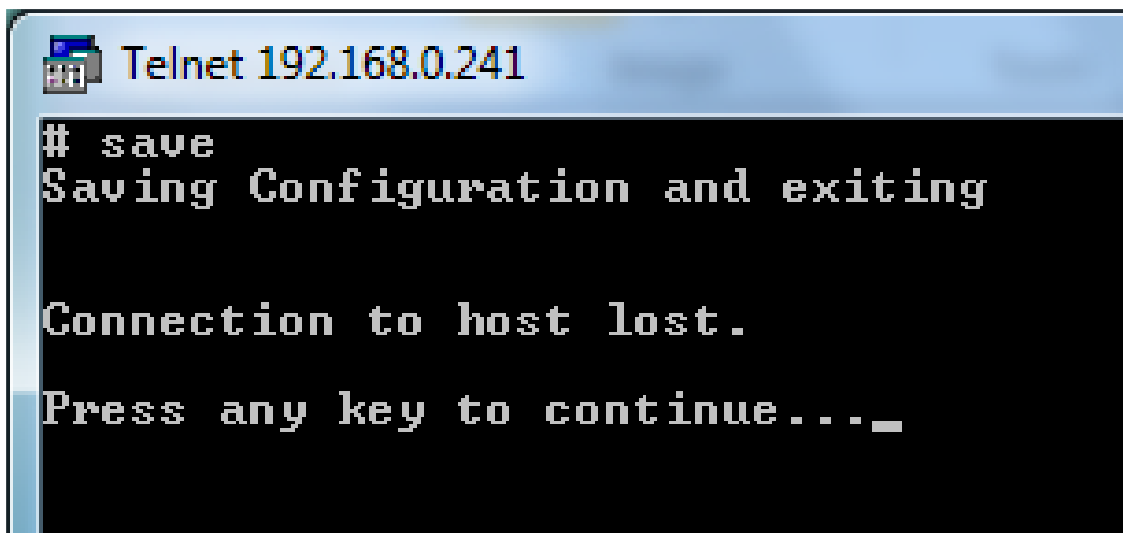 Telnet 192.168.0.241
# save
Saving Configuration and exiting
Connection to host lost.
Press any key to continue...